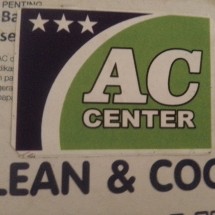 PENTING
AC
CENTER
LEAN & COO